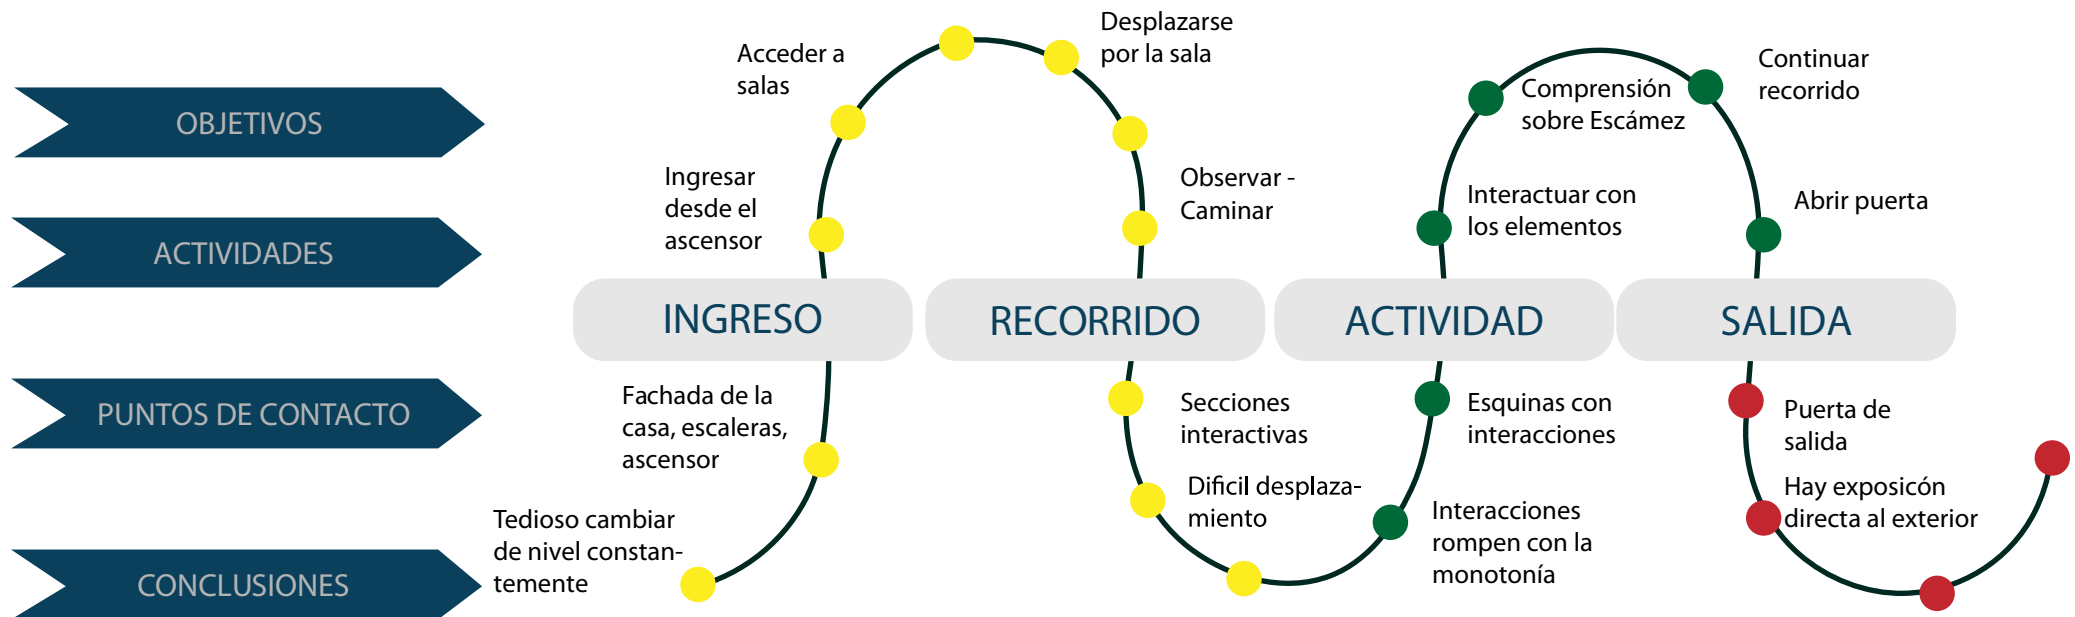 OBJETIVOS
ACTIVIDADES
PUNTOS DE CONTACTO
CONCLUSIONES
Acceder a
salas
Ingresar
desde el
ascensor
INGRESO
Fachada de la
casa, escaleras,
ascensor
Tedioso cambiar
de nivel constan-
temente
Desplazarse
por la sala
Observar -
Caminar
RECORRIDO
Secciones
interactivas
Dificil desplaza-
miento
Comprensión
sobre Escámez
Interactuar con
los elementos
ACTIVIDAD
Esquinas con
interacciones
Interacciones
rompen con la
monotonía
Continuar
recorrido
Abrir puerta
SALIDA
Puerta de
salida
Hay exposicón
directa al exterior